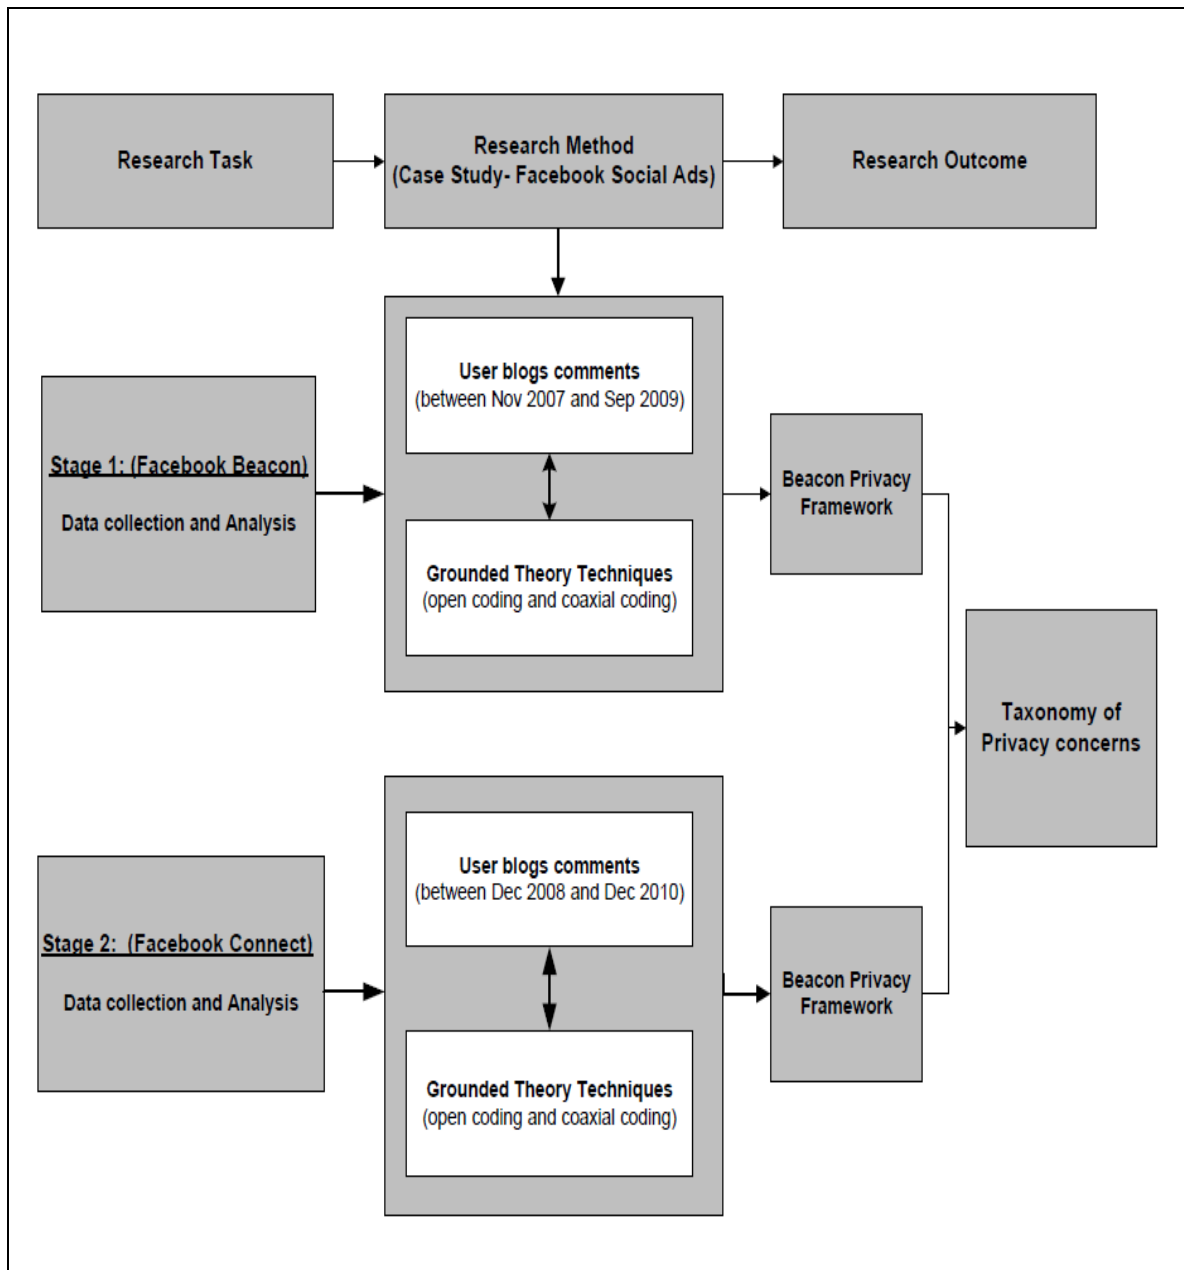 Research Task
Research Method
(Case Study- Facebook Social Ads)
Research Outcome
User blogs comments
(between Nov 2007 and Sep 2009)
Stage 1: (Facebook Beacon)
Data collection and Analysis
Grounded Theory Techniques
(open coding and coaxial coding)
Beacon Privacy
Framework
Taxonomy of
Privacy concerns
User blogs comments
(between Dec 2008 and Dec 2010)
Stage 2:  (Facebook Connect)
Data collection and Analysis
Grounded Theory Techniques
(open coding and coaxial coding)
Beacon Privacy
Framework